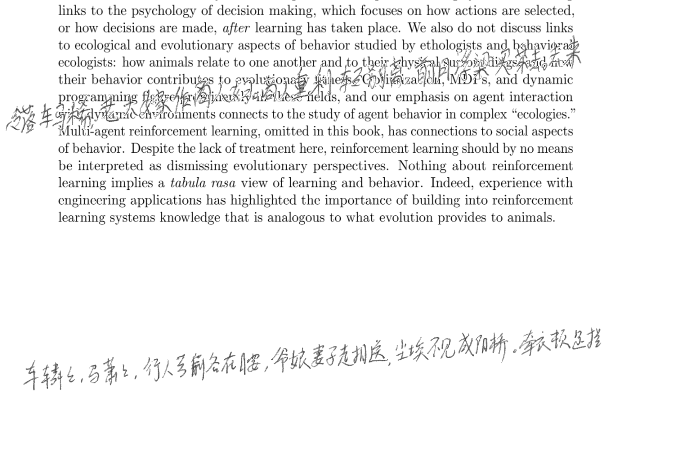 links to the psychology of decision making, which focuses on how actions are selected,
or how decisions are made, after learning has taken place. We also do not discuss links
to ecological and evolutionary aspects of behavior studied by ethologists and behavioral
ecologists: how animals relate to one another and to their physical surroundings, and how
their behavior contributes to evolutionary fitness. Optimization, MDPs, and dynamic
programming figure prominently in these fields, and our emphasis on agent interaction
with dynamic environments connects to the study of agent behavior in complex “ecologies.”
Multi-agent reinforcement learning, omitted in this book, has connections to social aspects
of behavior. Despite the lack of treatment here, reinforcement learning should by no means
be interpreted as dismissing evolutionary perspectives. Nothing about reinforcement
learning implies a tabula rasa view of learning and behavior. Indeed, experience with
engineering applications has highlighted the importance of building into reinforcement
learning systems knowledge that is analogous to what evolution provides to animals.
车辚々,马萧々,行人弓箭各在腰,爷娘妻子走相送,尘埃不见咸阳桥。牵衣顿足拦